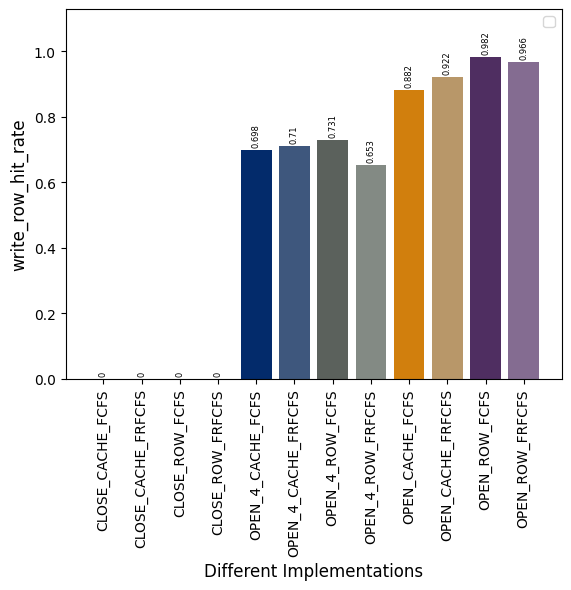 write_row_hit_rate
1.0
0.8
0.6
0.4
0.2
0.0
0
0
0
0
0.698
0.71
0.731
0.653
0.882
0.922
0.982
0.966
CLOSE_CACHE_FCFS
CLOSE_CACHE_FRFCFS
CLOSE_ROW_FCFS
CLOSE_ROW_FRFCFS
OPEN_4_CACHE_FCFS
OPEN_4_CACHE_FRFCFS
OPEN_4_ROW_FCFS
OPEN_4_ROW_FRFCFS
OPEN_CACHE_FCFS
OPEN_CACHE_FRFCFS
OPEN_ROW_FCFS
OPEN_ROW_FRFCFS
Different Implementations